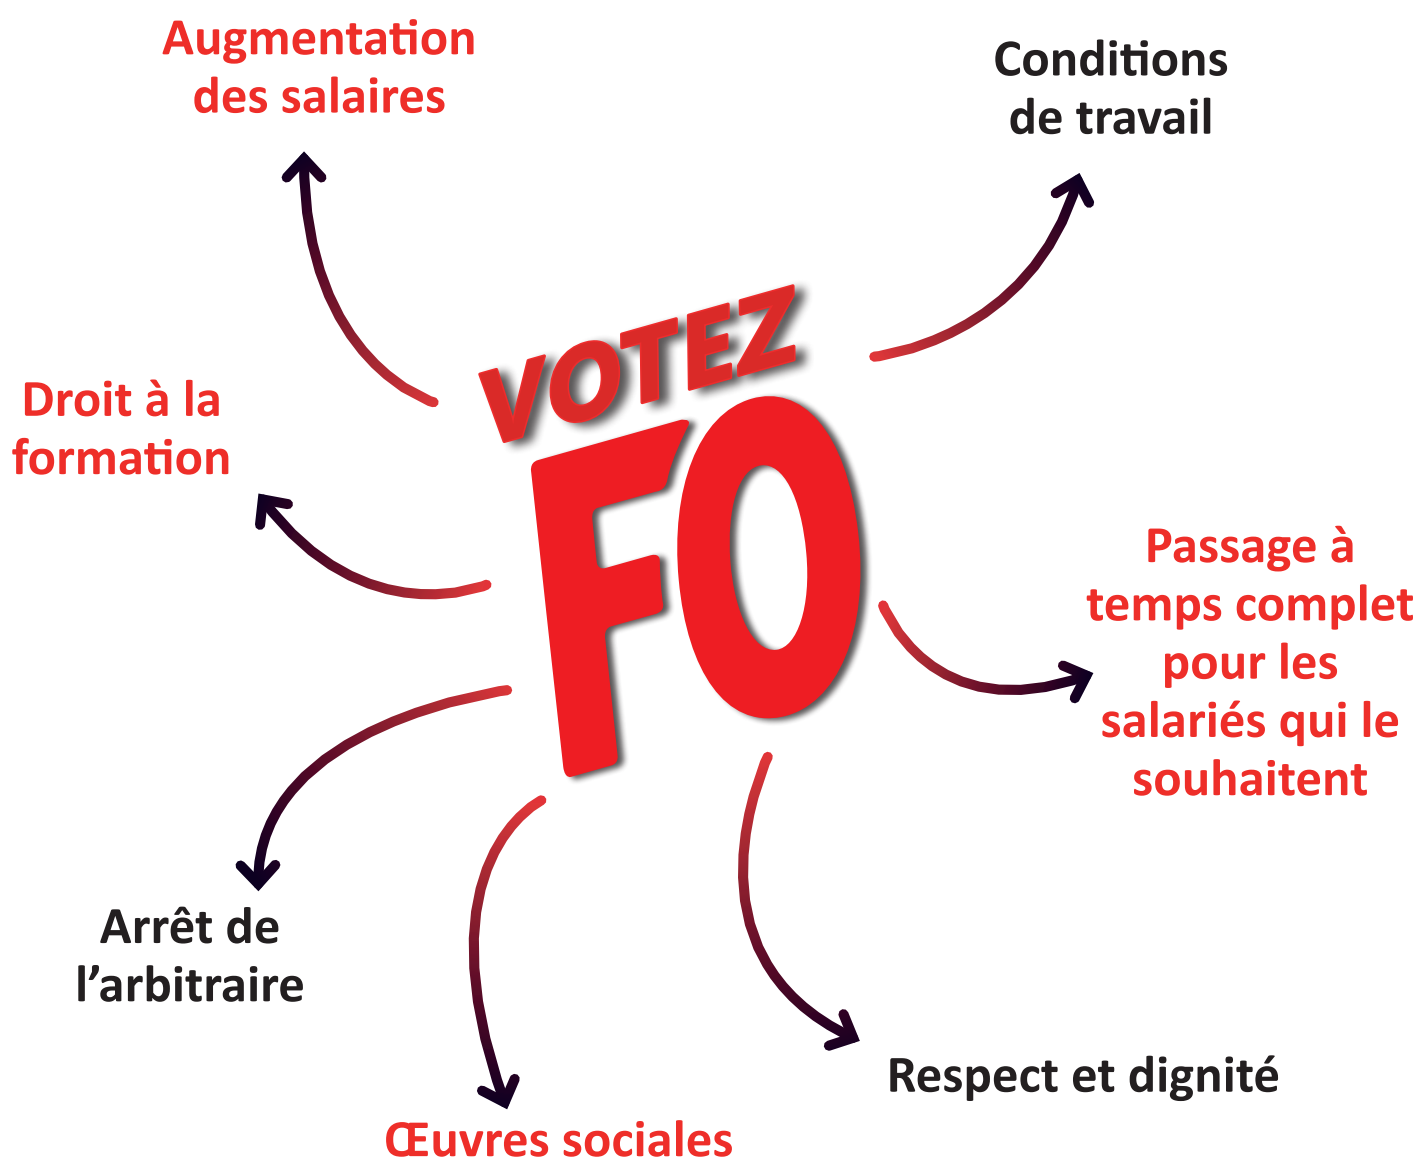 Augmentation
des salaires
Conditions
de travail
VOTEZ
FO
Droit à la
formation
Passage à
temps complet
pour les
salariés qui le
souhaitent
Arrêt de
l’arbitraire
Respect et dignité
Œuvres sociales